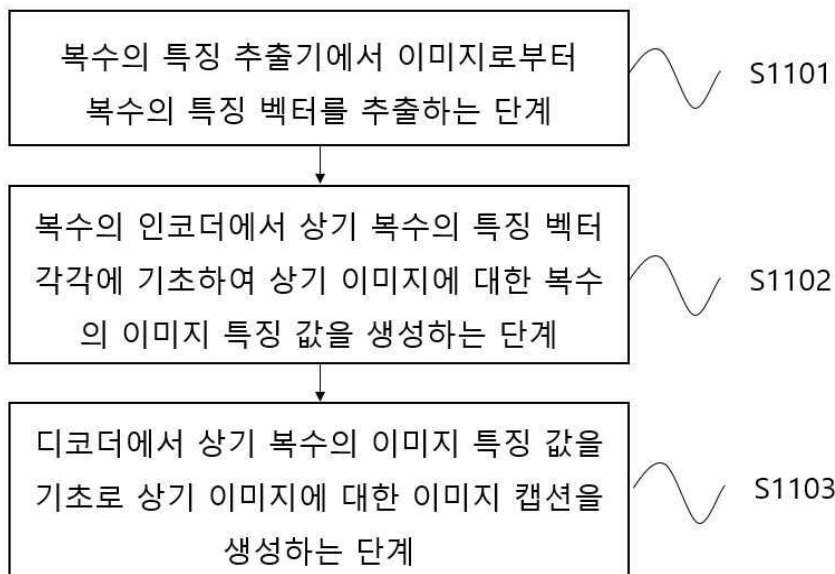 복수의 특징 추출기에서 이미지로부터
복수의 특징 벡터를 추출하는 단계
S1101
복수의 인코더에서 상기 복수의 특징 벡터
각각에 기초하여 상기 이미지에 대한 복수
의 이미지 특징 값을 생성하는 단계
S1102
디코더에서 상기 복수의 이미지 특징 값을
기초로 상기 이미지에 대한 이미지 캡션을
생성하는 단계
S1103